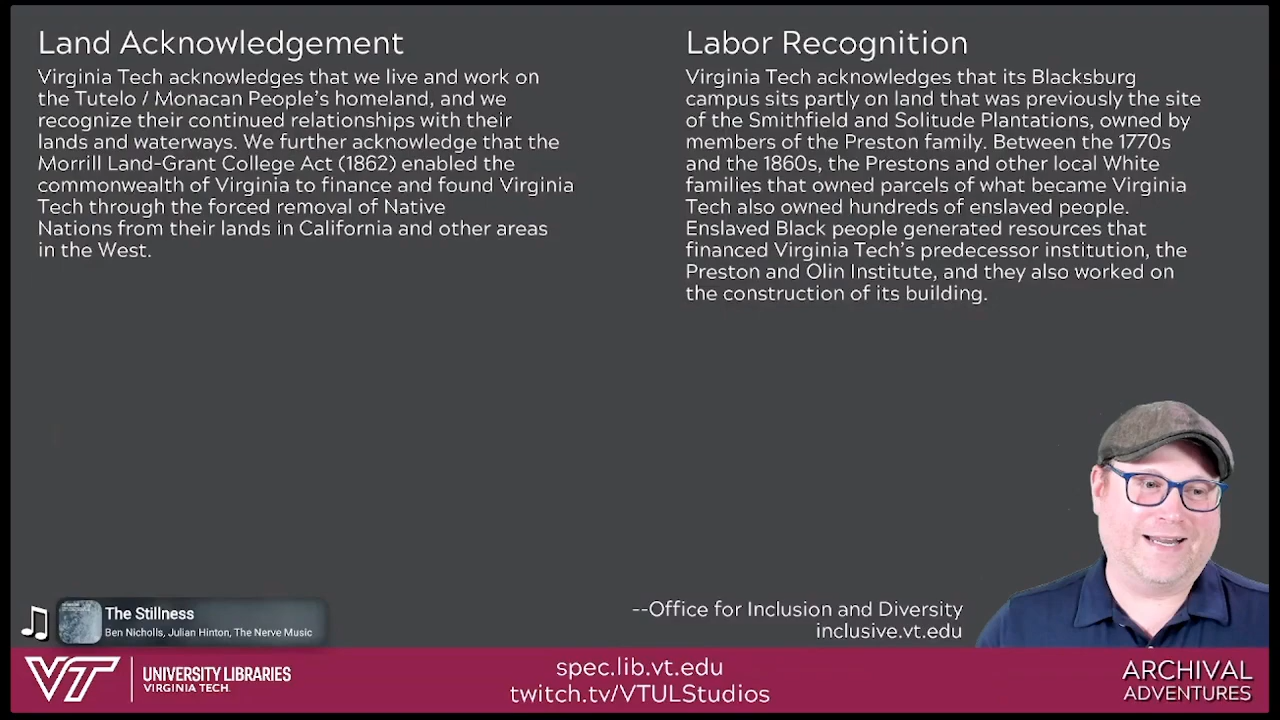 Land Acknowledgement
Virginia Tech acknowledges that we live and work on
the Tutelo / Monacan People's homeland, and we
recognize their continued relationships with their
lands and waterways. We further acknowledge that the
Morrill Land-Grant College Act (1862) enabled the
commonwealth of Virginia to finance and found Virginia
Tech through the forced removal of Native
Nations from their lands in California and other areas
in the West.
Labor Recognition
Virginia Tech acknowledges that its Blacksburg
campus sits partly on land that was previously the site
of the Smithfield and Solitude Plantations, owned by
members of the Preston family. Between the 1770s
and the 1860s, the Prestons and other local White
families that owned parcels of what became Virginia
Tech also owned hundreds of enslaved people.
Enslaved Black people generated resources that
financed Virginia Tech's predecessor institution, the
Preston and Olin Institute, and they also worked on
the construction of its building.
The Stillness
Ben Nicholls, Julian Hinton, The Nerve Music
--Office for Inclusion and Diversity
inclusive.vt.edu
VT
UNIVERSITY LIBRARIES
VIRGINIA TECH.
spec.lib.vt.edu
twitch.tv/VTULStudios
ARCHIVAL
ADVENTURES